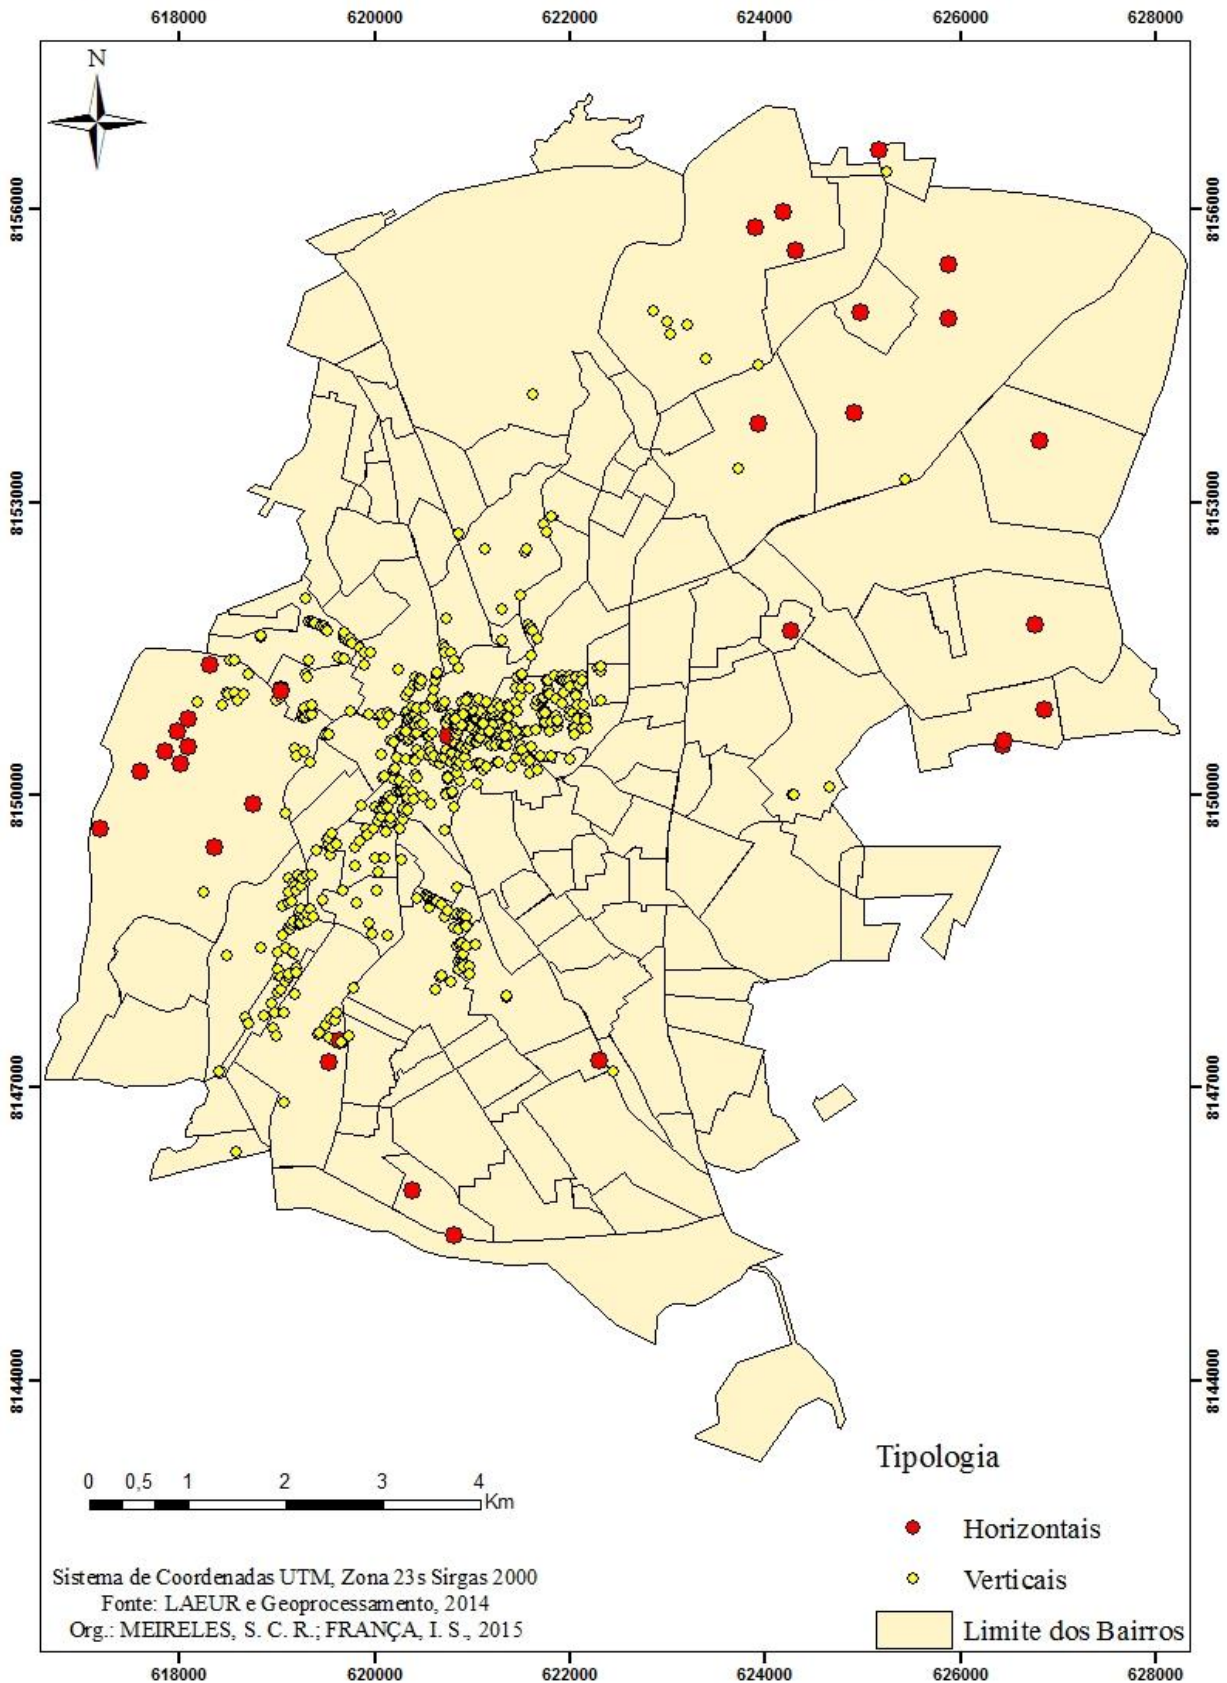 618000 620000 622000 624000 626000 628000
N
8156000 8156000
8153000 8153000
8150000 8150000
8147000 8147000
8144000 8144000
Tipologia
0 0,5 1 2 3 4
Km
Horizontais
Verticais
Limite dos Bairros
Sistema de Coordenadas UTM, Zona 23s Sirgas 2000
Fonte: LAEUR e Geoprocessamento, 2014
Org.: MEIRELES, S. C. R.; FRANÇA, I. S., 2015
618000 620000 622000 624000 626000 628000